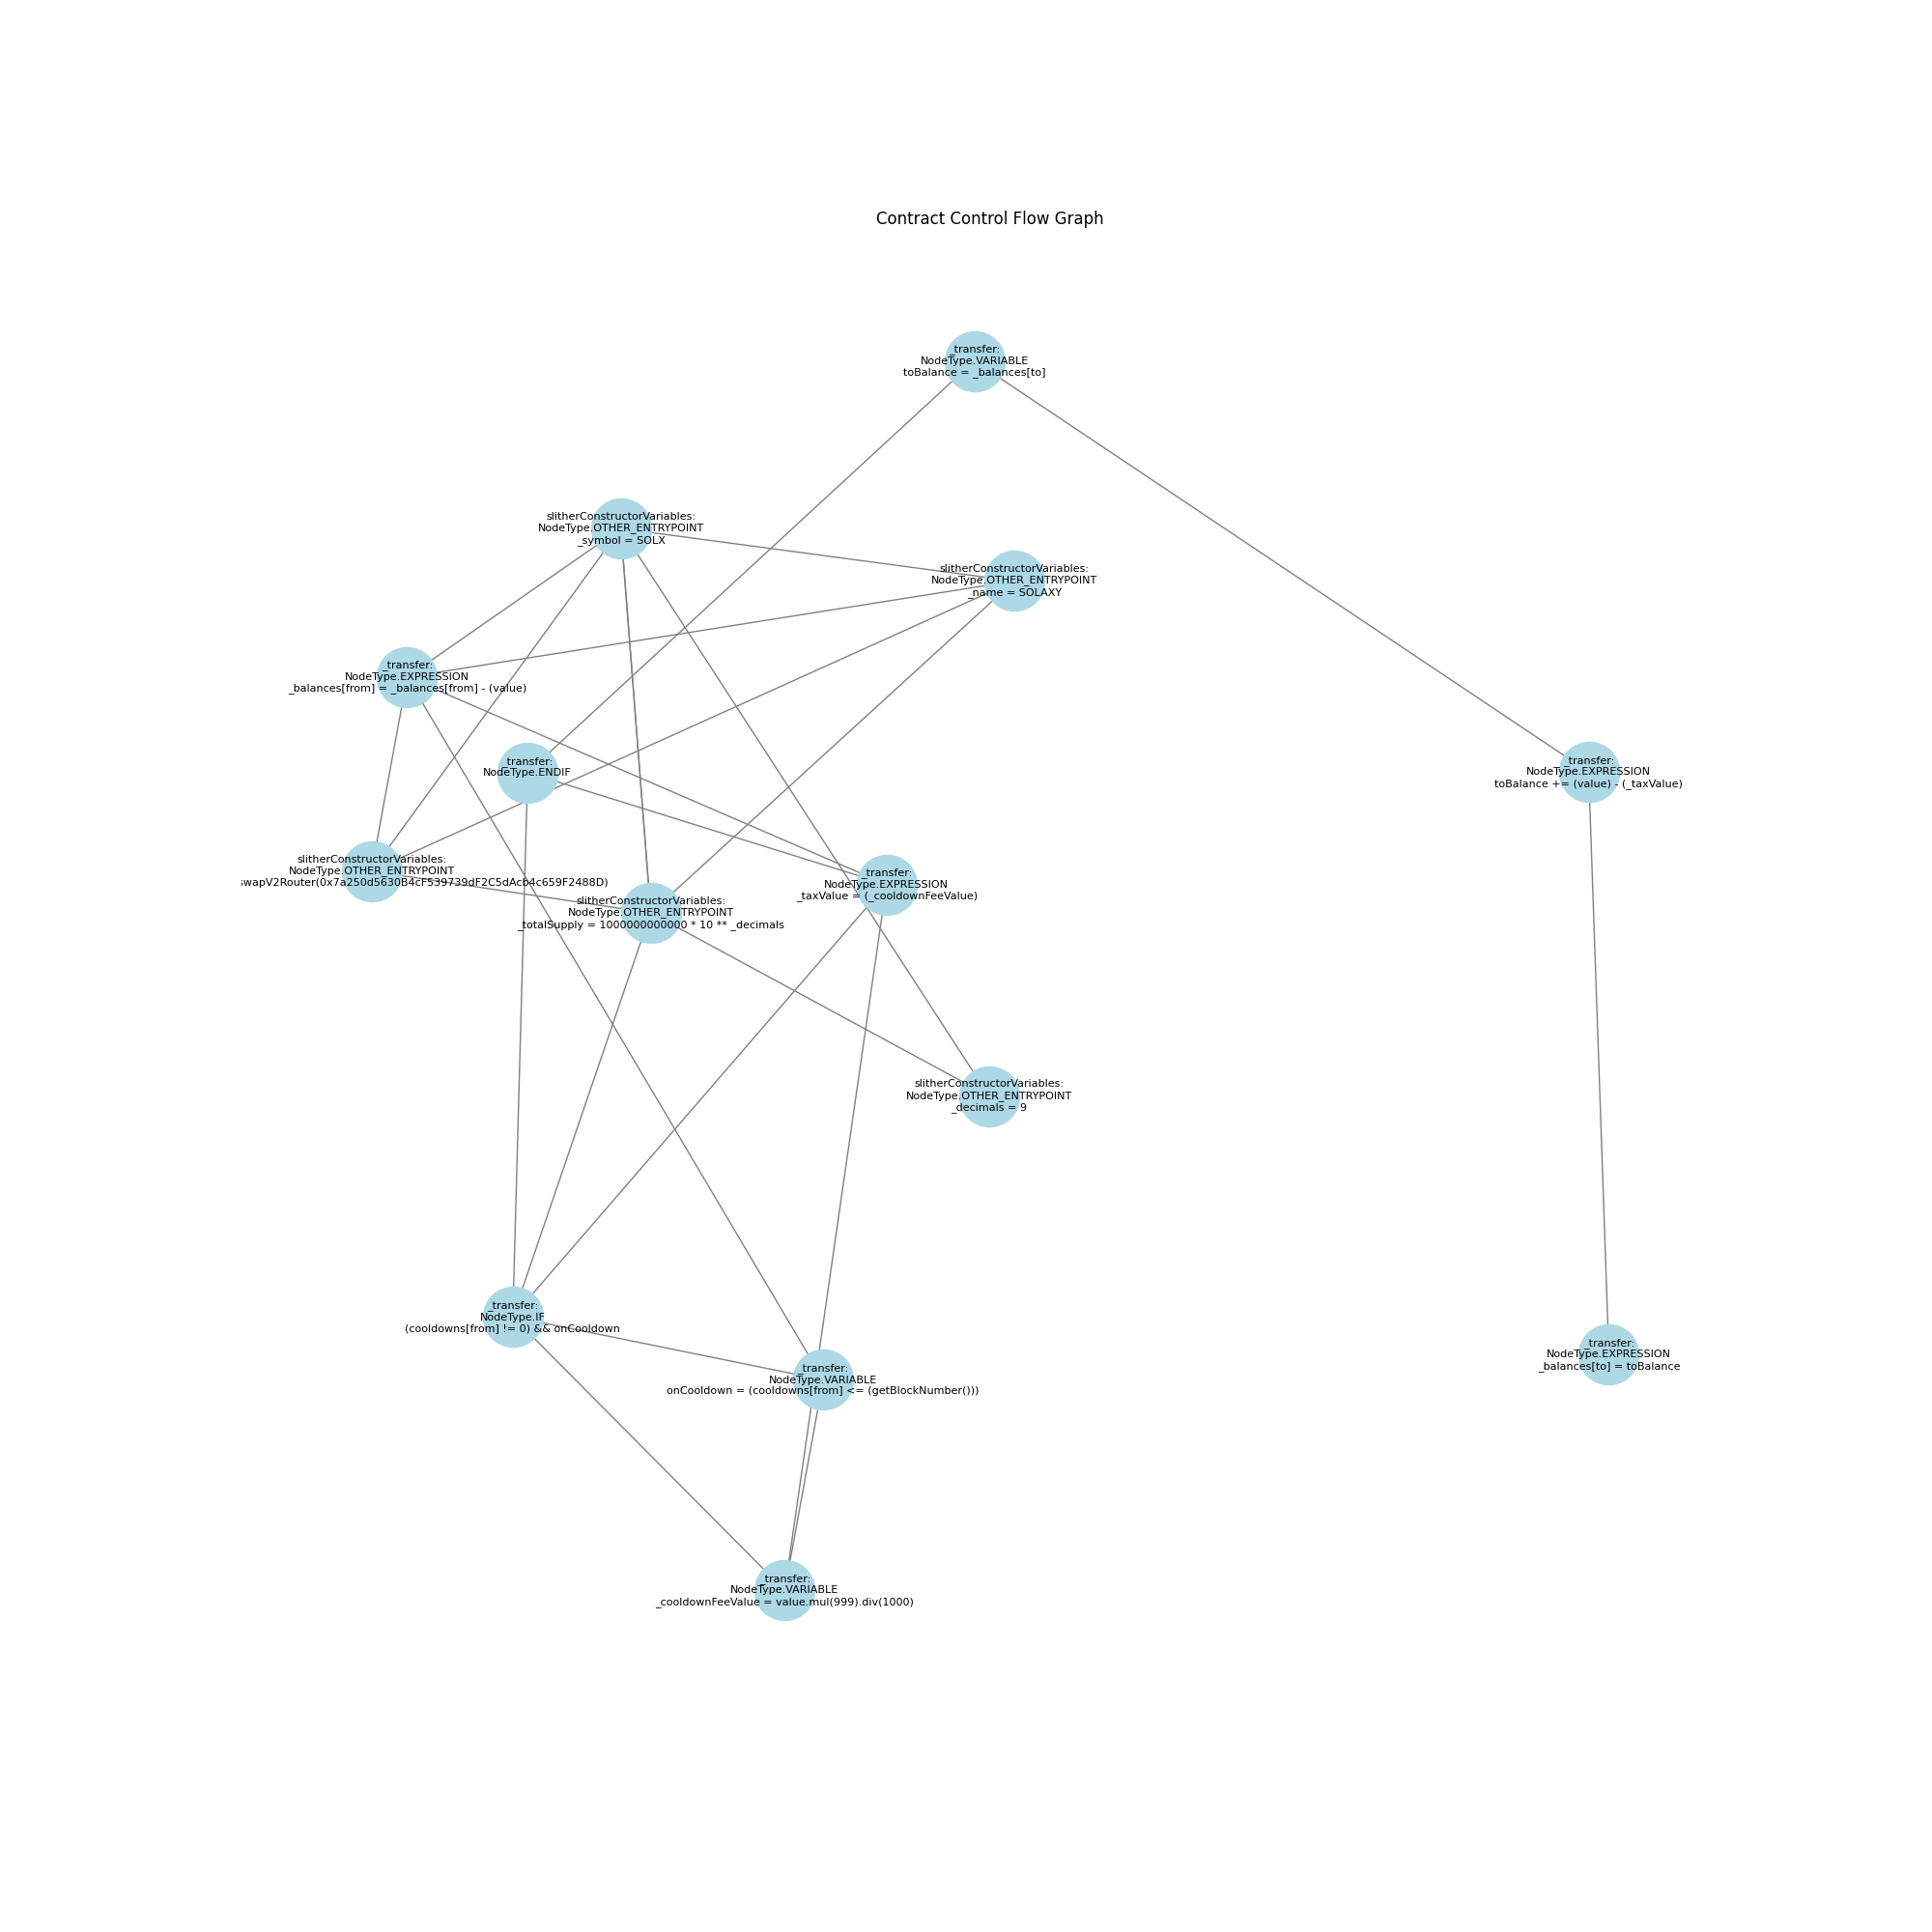 Contract Control Flow Graph
_transfer:
NodeType.VARIABLE
toBalance = _balances[to]
slitherConstructorVariables:
NodeType.OTHER_ENTRYPOINT
_symbol = SOLX
slitherConstructorVariables:
NodeType.OTHER_ENTRYPOINT
_name = SOLAXY
_transfer:
NodeType.EXPRESSION
_balances[from] = _balances[from] - (value)
_transfer:
NodeType.ENDIF
_transfer:
NodeType.EXPRESSION
toBalance += (value) - (_taxValue)
slitherConstructorVariables:
NodeType.OTHER_ENTRYPOINT
swapV2Router(0x7a250d5630B4cF539739dF2C5dAcb4c659F2488D)
_transfer:
NodeType.EXPRESSION
_taxValue = (_cooldownFeeValue)
slitherConstructorVariables:
NodeType.OTHER_ENTRYPOINT
_totalSupply = 1000000000000 * 10 ** _decimals
slitherConstructorVariables:
NodeType.OTHER_ENTRYPOINT
_decimals = 9
_transfer:
NodeType.IF
(cooldowns[from] != 0) && onCooldown
_transfer:
NodeType.EXPRESSION
_balances[to] = toBalance
_transfer:
NodeType.VARIABLE
onCooldown = (cooldowns[from] <= (getBlockNumber()))
_transfer:
NodeType.VARIABLE
_cooldownFeeValue = value.mul(999).div(1000)